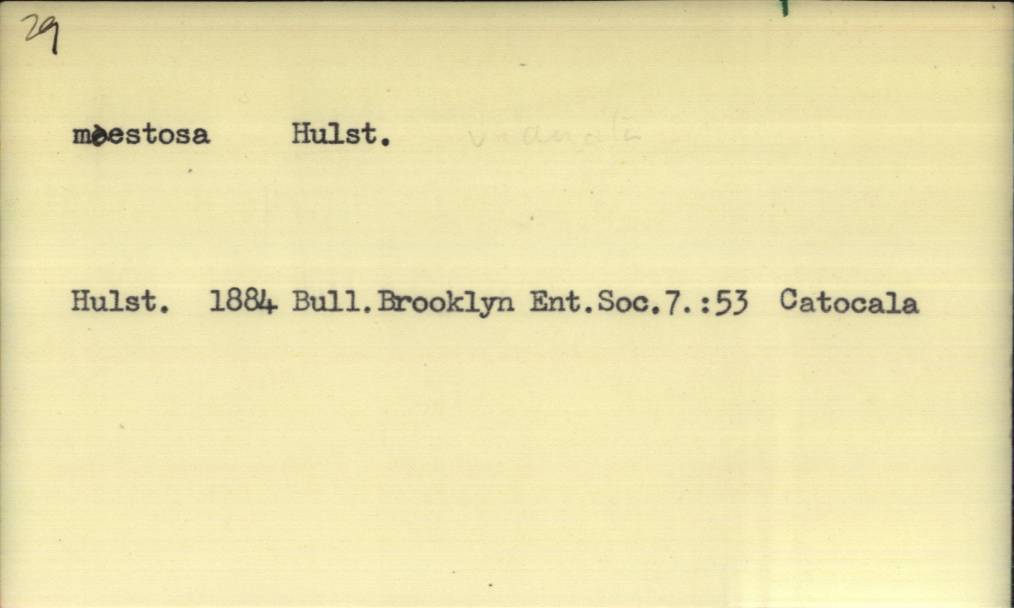 29
maestosa Hulst.
Hulst. 1884 Bull.Brooklyn Ent.Soc.7.:53 Catocala